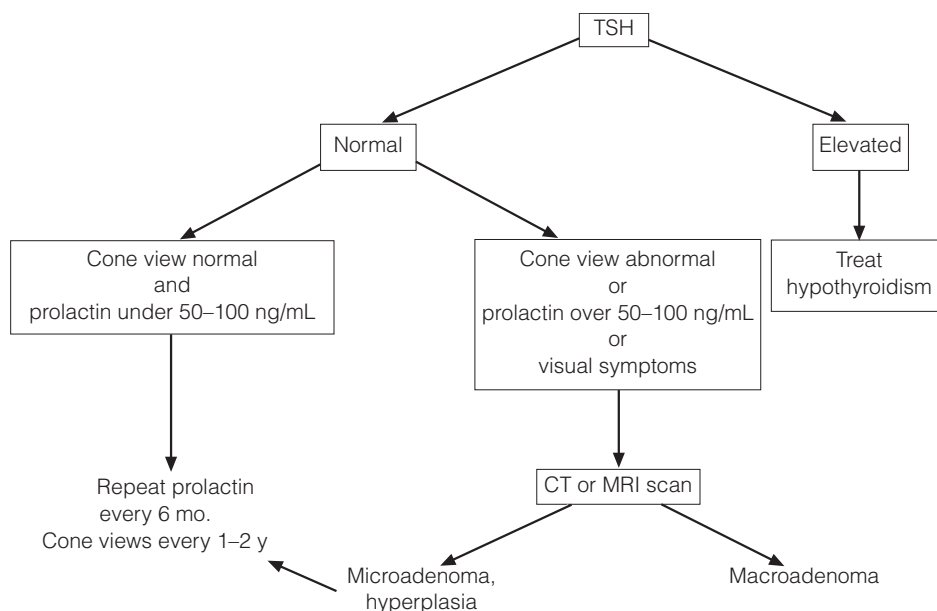 TSH
Normal
Elevated
Cone view normal
and
prolactin under 50–100 ng/mL
Cone view abnormal
or
prolactin over 50–100 ng/mL
or
visual symptoms
Treat
hypothyroidism
Repeat prolactin
every 6 mo.
Cone views every 1–2 y
CT or MRI scan
Microadenoma,
hyperplasia
Macroadenoma